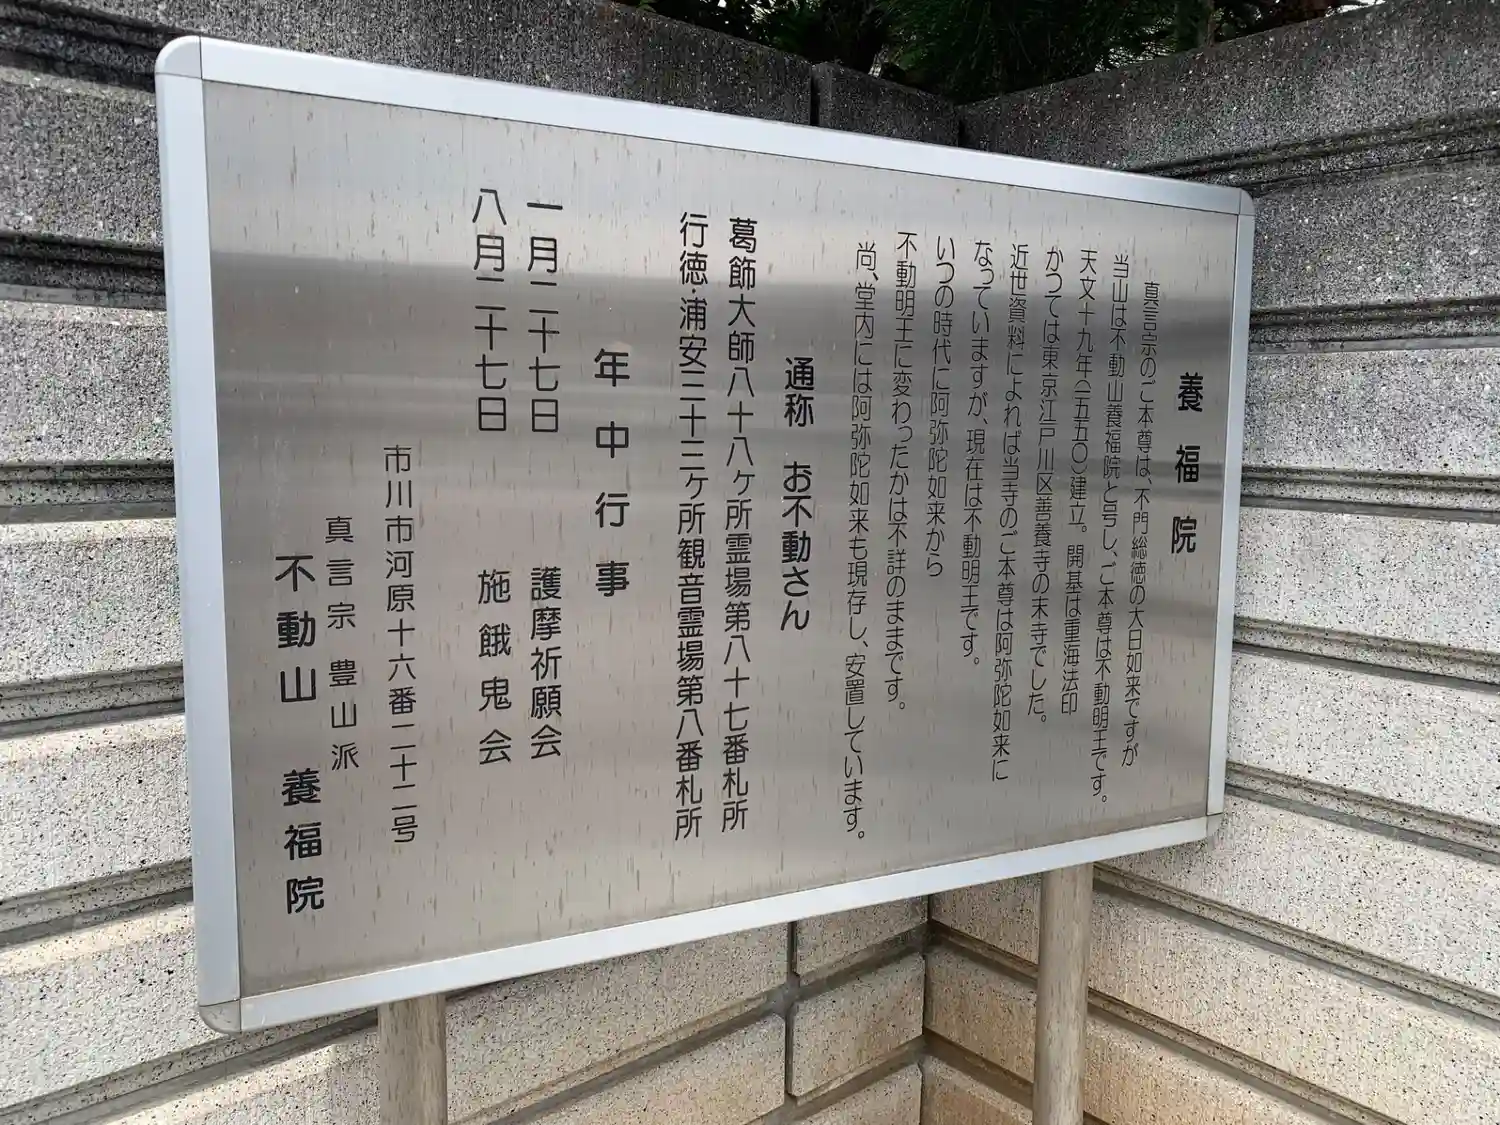 養福院
真言宗のご本尊は、不門総徳の大日如来ですが
当山は不動山養福院と号し、ご本尊は不動明王です。
天文十九年(一五五〇)建立。開基は重海法印
かつては東京江戸川区善養寺の末寺でした。
近世資料によれば当寺のご本尊は阿弥陀如来に
なっていますが、現在は不動明王です。
いつの時代に阿弥陀如来から
不動明王に変わったかは不詳のままです。
尚、堂内には阿弥陀如来も現存し、安置しています。
通称 お不動さん
葛飾大師八十八ヶ所霊場第八十七番札所
行徳・浦安三十三ヶ所観音霊場第八番札所
年中行事
一月二十七日 護摩祈願会
八月二十七日 施餓鬼会
市川市河原十六番二十二号
真言宗 豊山派
不動山 養福院